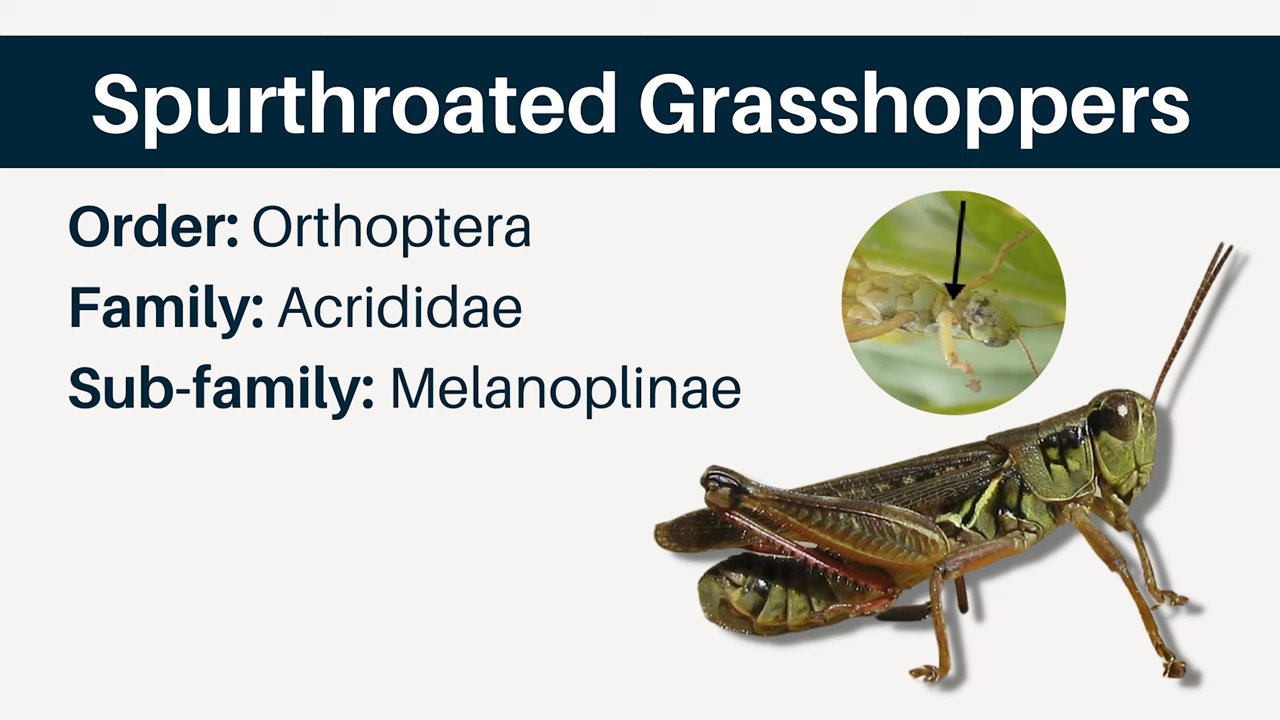 Spurthroated Grasshoppers
Order: Orthoptera
Family: Acrididae
Sub-family: Melanoplinae